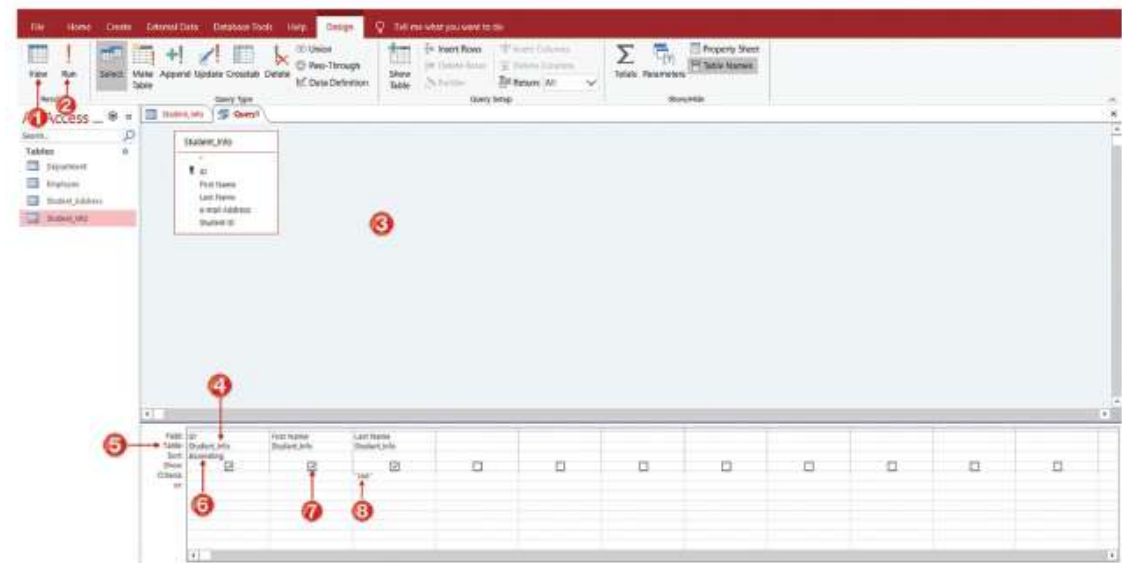 File Home Create External Data Database Tools Help Design Tell me what you want to do
View Run Select Make Table Append Update Crosstab Delete
Union
Pass-Through
Data Definition
Show Table
Insert Rows
Delete Rows
Builder
Insert Columns
Delete Columns
Return: All
Totals Parameters
Property Sheet
Table Names
Query Type Query Setup Show/Hide
1 2
Access
Search...
Tables
Department
Employee
Student_Address
Student_Info
Student_Info Query1
Student_Info
*
ID
First Name
Last Name
e-mail Address
Student ID
3
4
5
Field: ID First Name Last Name
Table: Student_Info Student_Info Student_Info
Sort: Ascending
Show:
Criteria:
or:
6 7 8